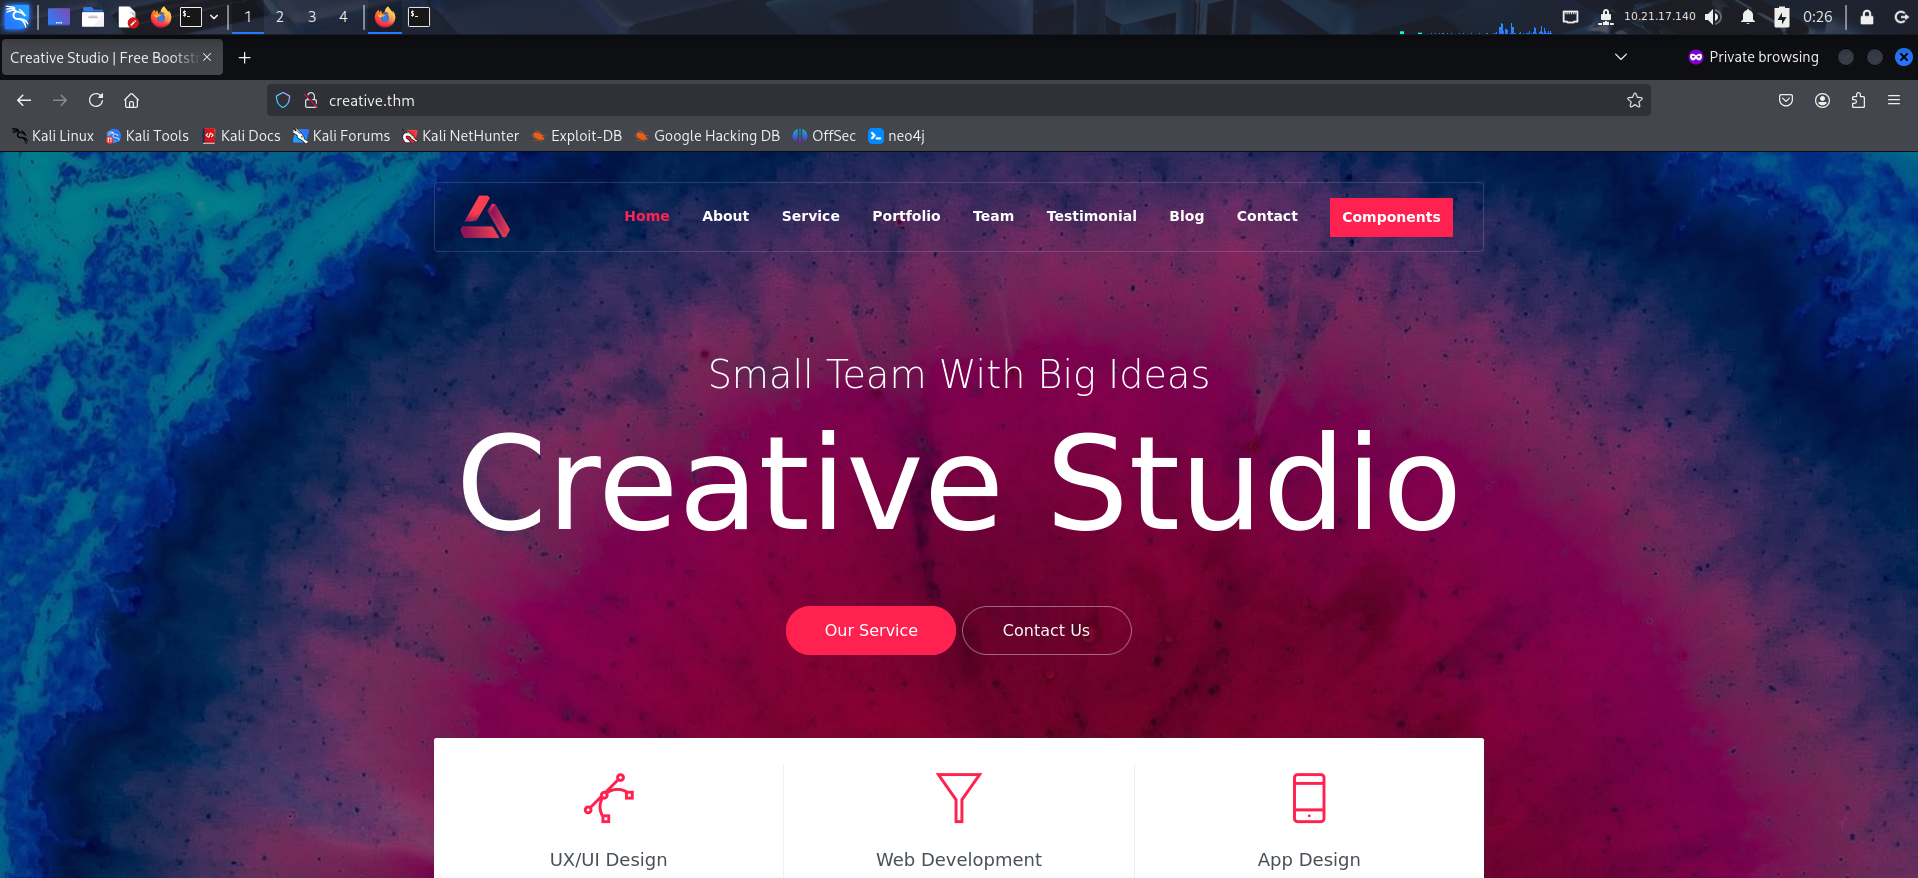 1 2 3 4 10.21.17.140 0:26
Creative Studio | Free Bootstr Private browsing
creative.thm
Kali Linux Kali Tools Kali Docs Kali Forums Kali NetHunter Exploit-DB Google Hacking DB OffSec neo4j
Home About Service Portfolio Team Testimonial Blog Contact Components
Small Team With Big Ideas
Creative Studio
Our Service Contact Us
UX/UI Design Web Development App Design